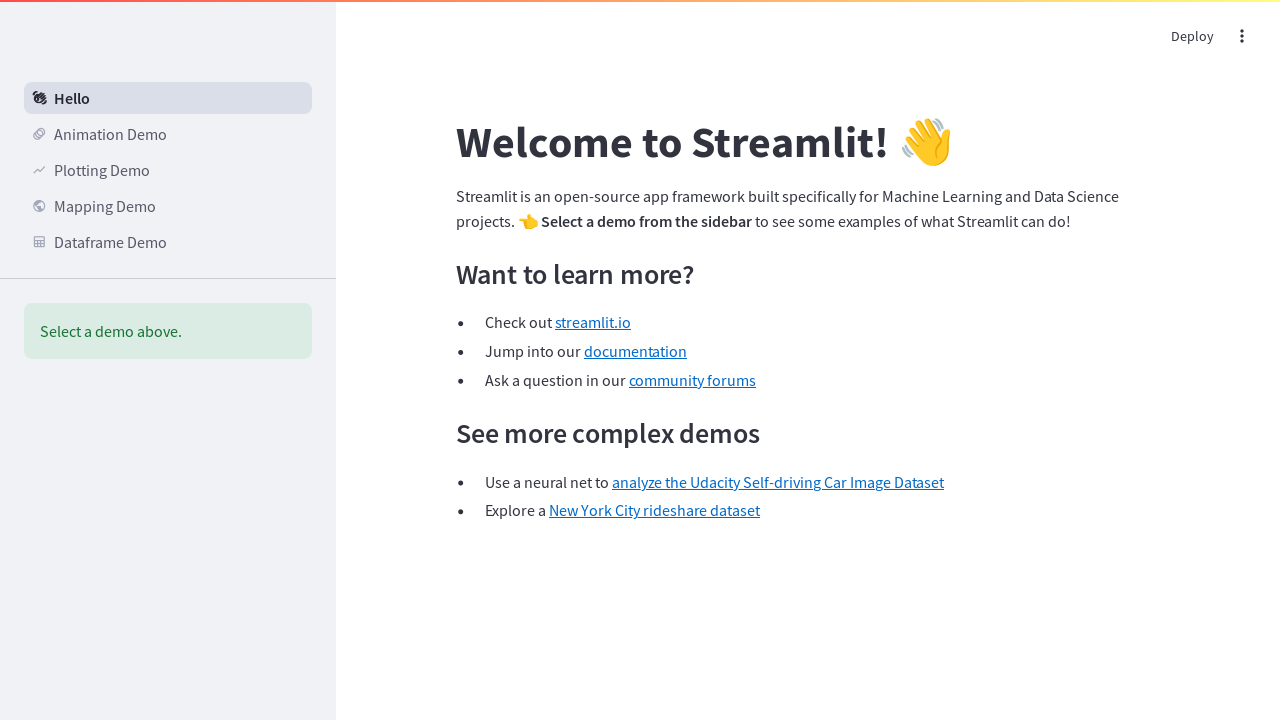 Deploy
Hello
Animation Demo
Plotting Demo
Mapping Demo
Dataframe Demo
Select a demo above.
Welcome to Streamlit! 👋
Streamlit is an open-source app framework built specifically for Machine Learning and Data Science
projects. 👈 Select a demo from the sidebar to see some examples of what Streamlit can do!
Want to learn more?
• Check out streamlit.io
• Jump into our documentation
• Ask a question in our community forums
See more complex demos
• Use a neural net to analyze the Udacity Self-driving Car Image Dataset
• Explore a New York City rideshare dataset